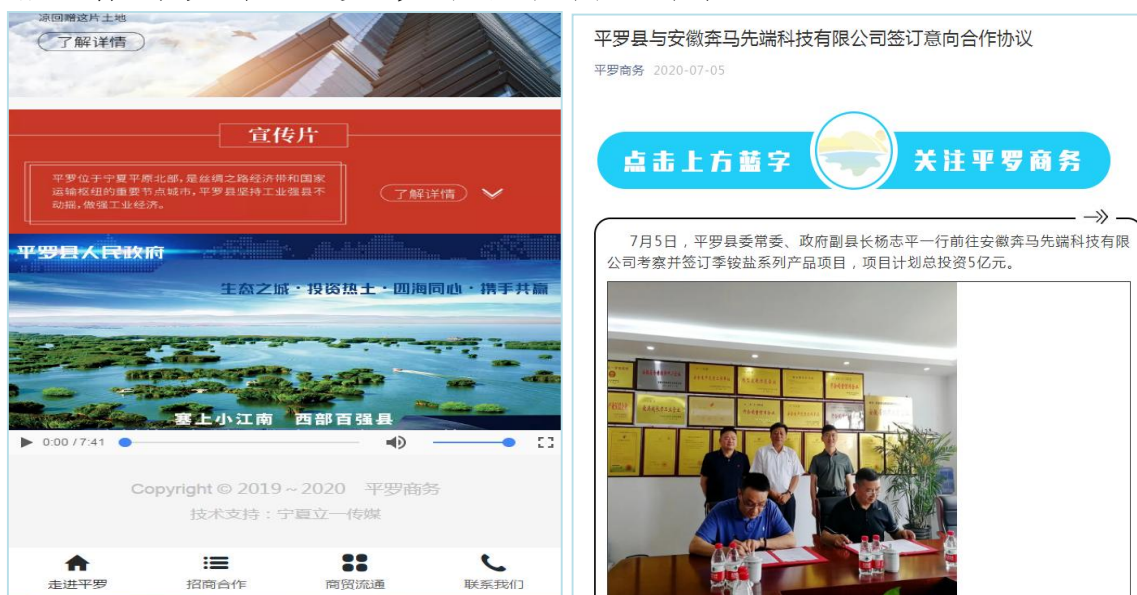 凉回赠这片土地
了解详情
宣传片
平罗位于宁夏平原北部，是丝绸之路经济带和国家
运输枢纽的重要节点城市，平罗县坚持工业强县不
动摇，做强工业经济。
了解详情
平罗县人民政府
生态之城·投资热土·四海同心·携手共赢
塞上小江南 西部百强县
0:00 / 7:41
Copyright © 2019 ~ 2020 平罗商务
技术支持：宁夏立一传媒
走进平罗 招商合作 商贸流通 联系我们
平罗县与安徽奔马先端科技有限公司签订意向合作协议
平罗商务 2020-07-05
点击上方蓝字 关注平罗商务
7月5日，平罗县委常委、政府副县长杨志平一行前往安徽奔马先端科技有限
公司考察并签订季铵盐系列产品项目，项目计划总投资5亿元。